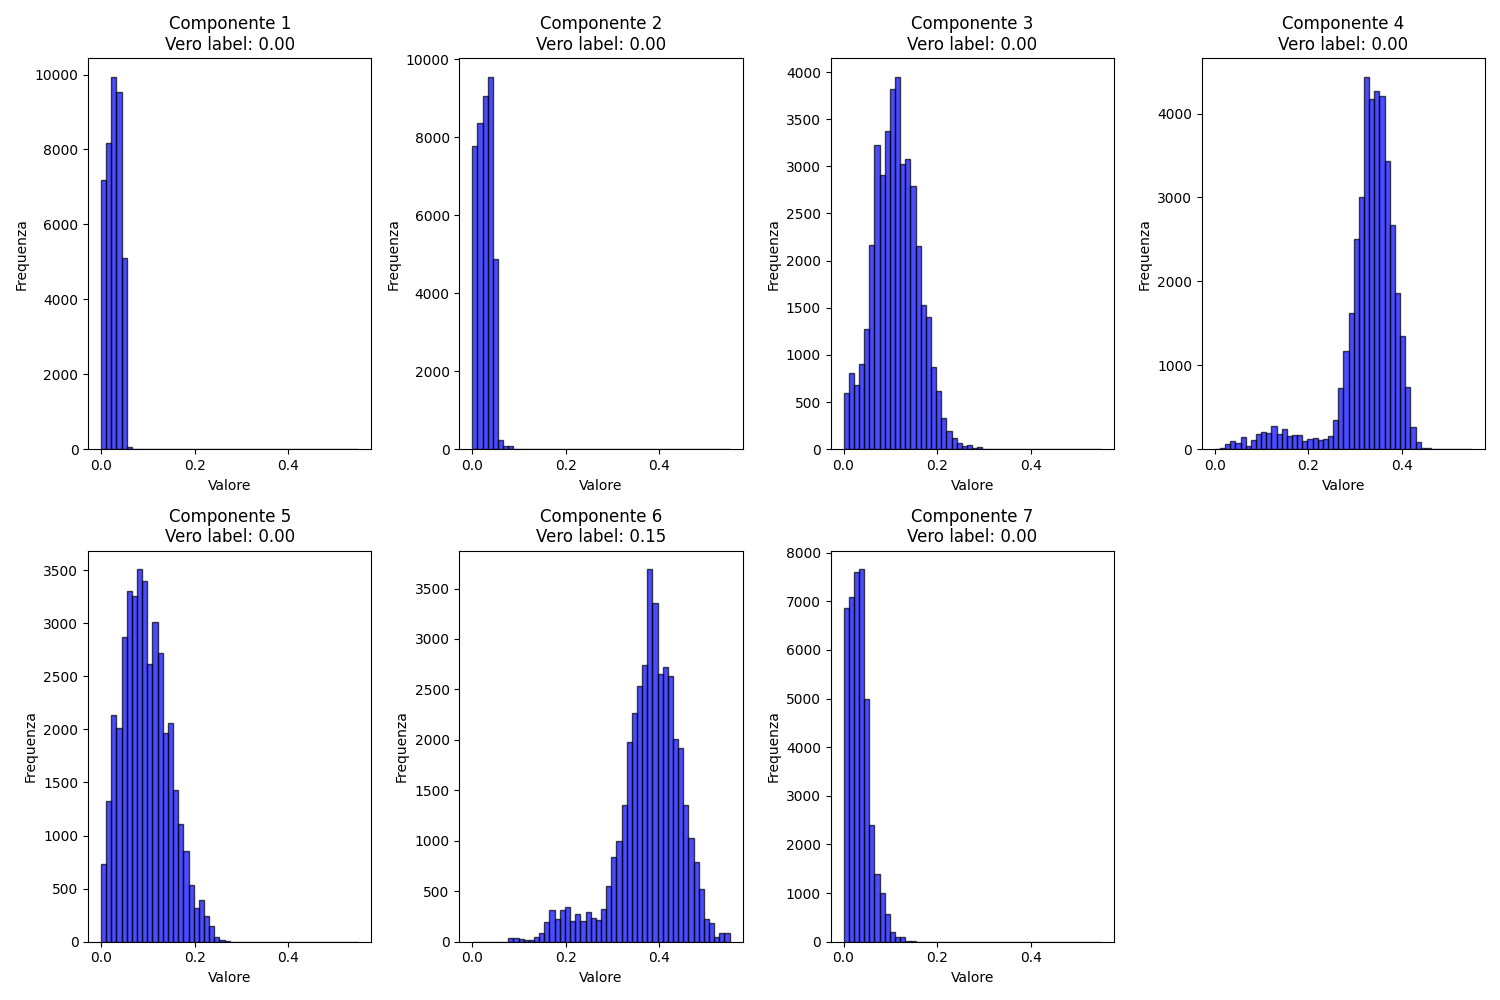 Componente 1
Vero label: 0.00
10000
8000
6000
4000
2000
0
0.0
0.2
0.4
Frequenza
Valore
Componente 2
Vero label: 0.00
10000
8000
6000
4000
2000
0
0.0
0.2
0.4
Frequenza
Valore
Componente 3
Vero label: 0.00
4000
3500
3000
2500
2000
1500
1000
500
0
0.0
0.2
0.4
Frequenza
Valore
Componente 4
Vero label: 0.00
4000
3000
2000
1000
0
0.0
0.2
0.4
Frequenza
Valore
Componente 5
Vero label: 0.00
3500
3000
2500
2000
1500
1000
500
0
0.0
0.2
0.4
Frequenza
Valore
Componente 6
Vero label: 0.15
3500
3000
2500
2000
1500
1000
500
0
0.0
0.2
0.4
Frequenza
Valore
Componente 7
Vero label: 0.00
8000
7000
6000
5000
4000
3000
2000
1000
0
0.0
0.2
0.4
Frequenza
Valore